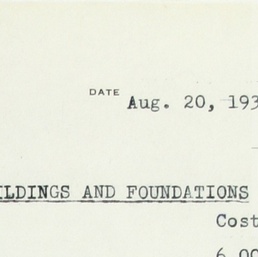 DATE Aug. 20, 193
ILDINGS AND FOUNDATIONS
Cost